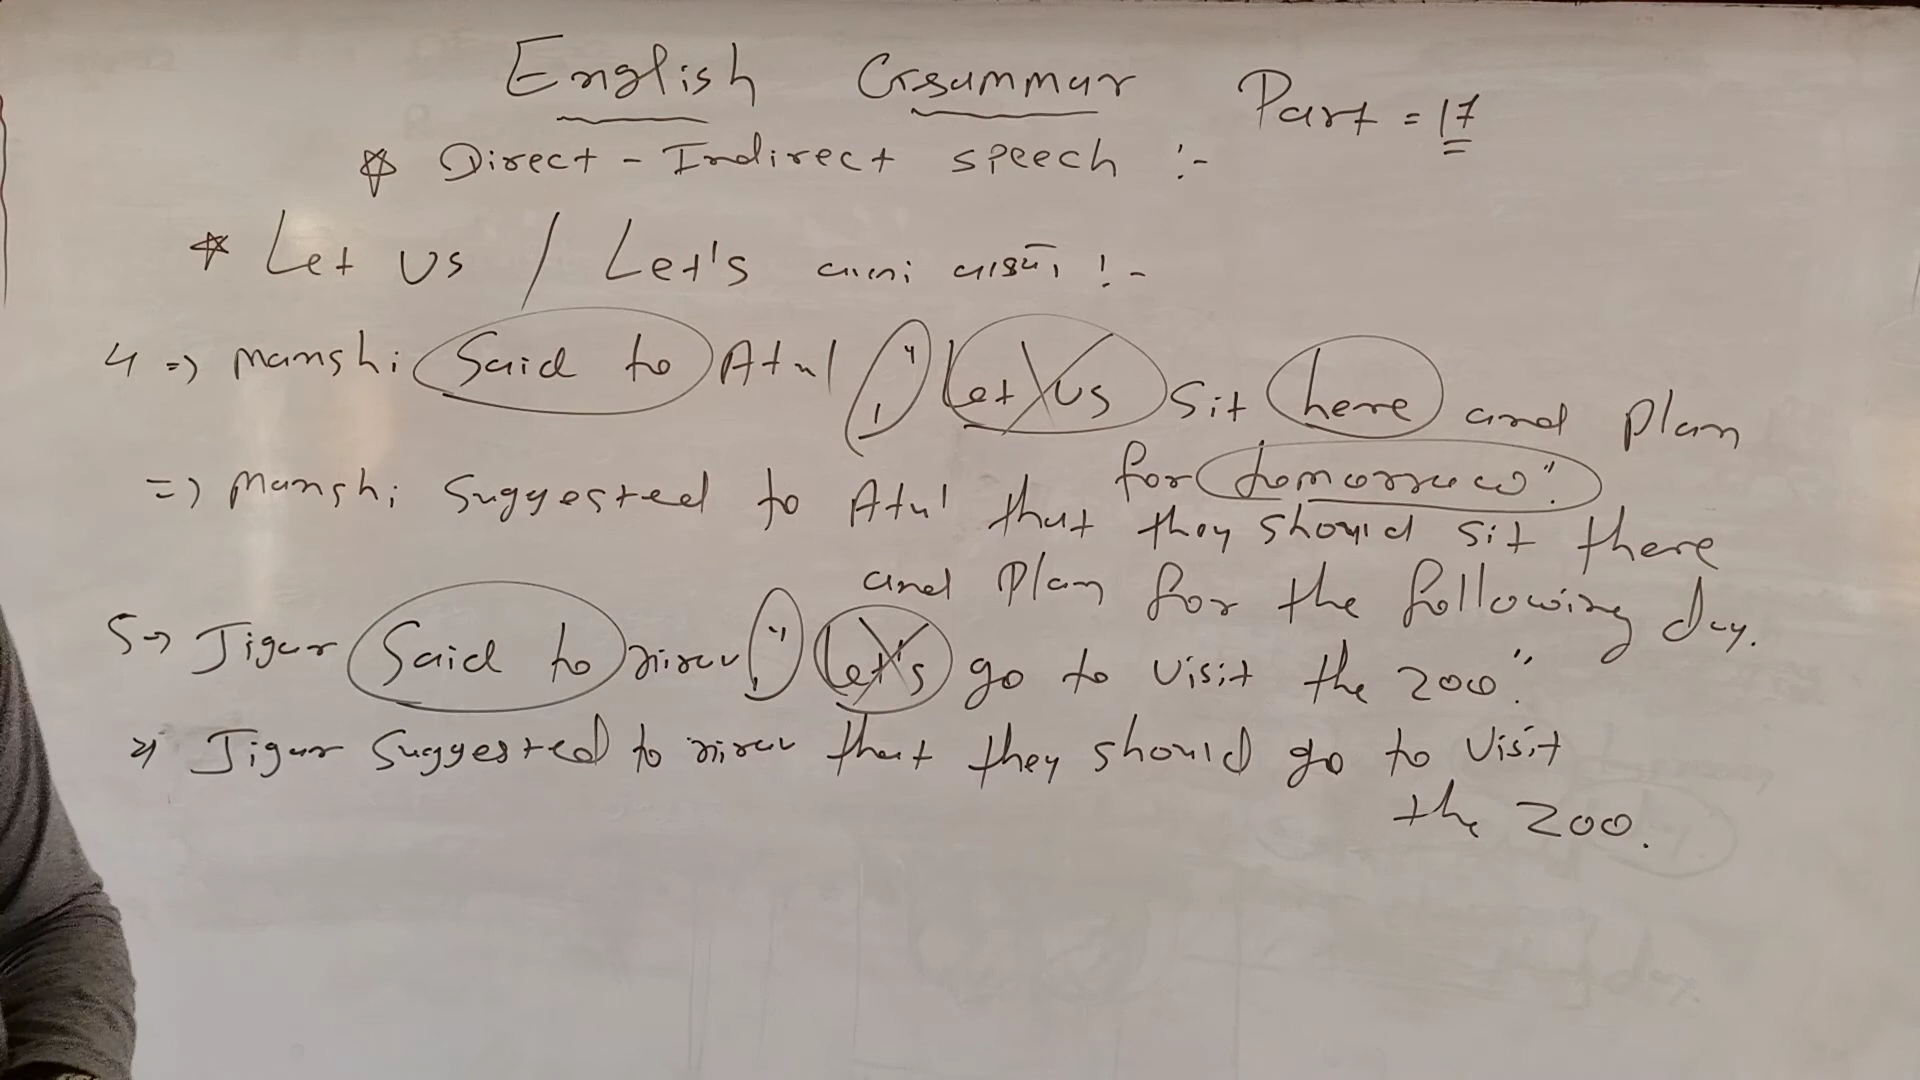 English Grammar Part = 17
* Direct - Indirect speech :-
* Let us / Let's વાળાં વાક્યો :-
4 => Manshi Said to Atul, "Let us Sit here and Plan
for tomorrow".
=> Manshi Suggested to Atul that they should sit there
and Plan for the following day.
5 => Jigar Said to nirav, "Let's go to visit the zoo".
=> Jigar Suggested to nirav that they should go to Visit
the zoo.